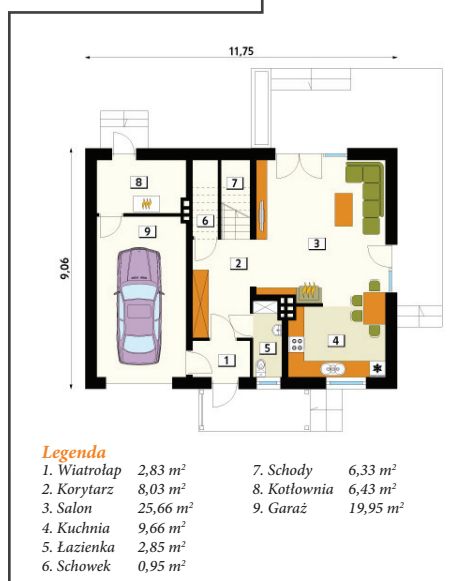 11,75
9,06
8
7
6
9
3
2
4
5
1
Legenda
1. Wiatrołap 2,83 m²
2. Korytarz 8,03 m²
3. Salon 25,66 m²
4. Kuchnia 9,66 m²
5. Łazienka 2,85 m²
6. Schowek 0,95 m²
7. Schody 6,33 m²
8. Kotłownia 6,43 m²
9. Garaż 19,95 m²